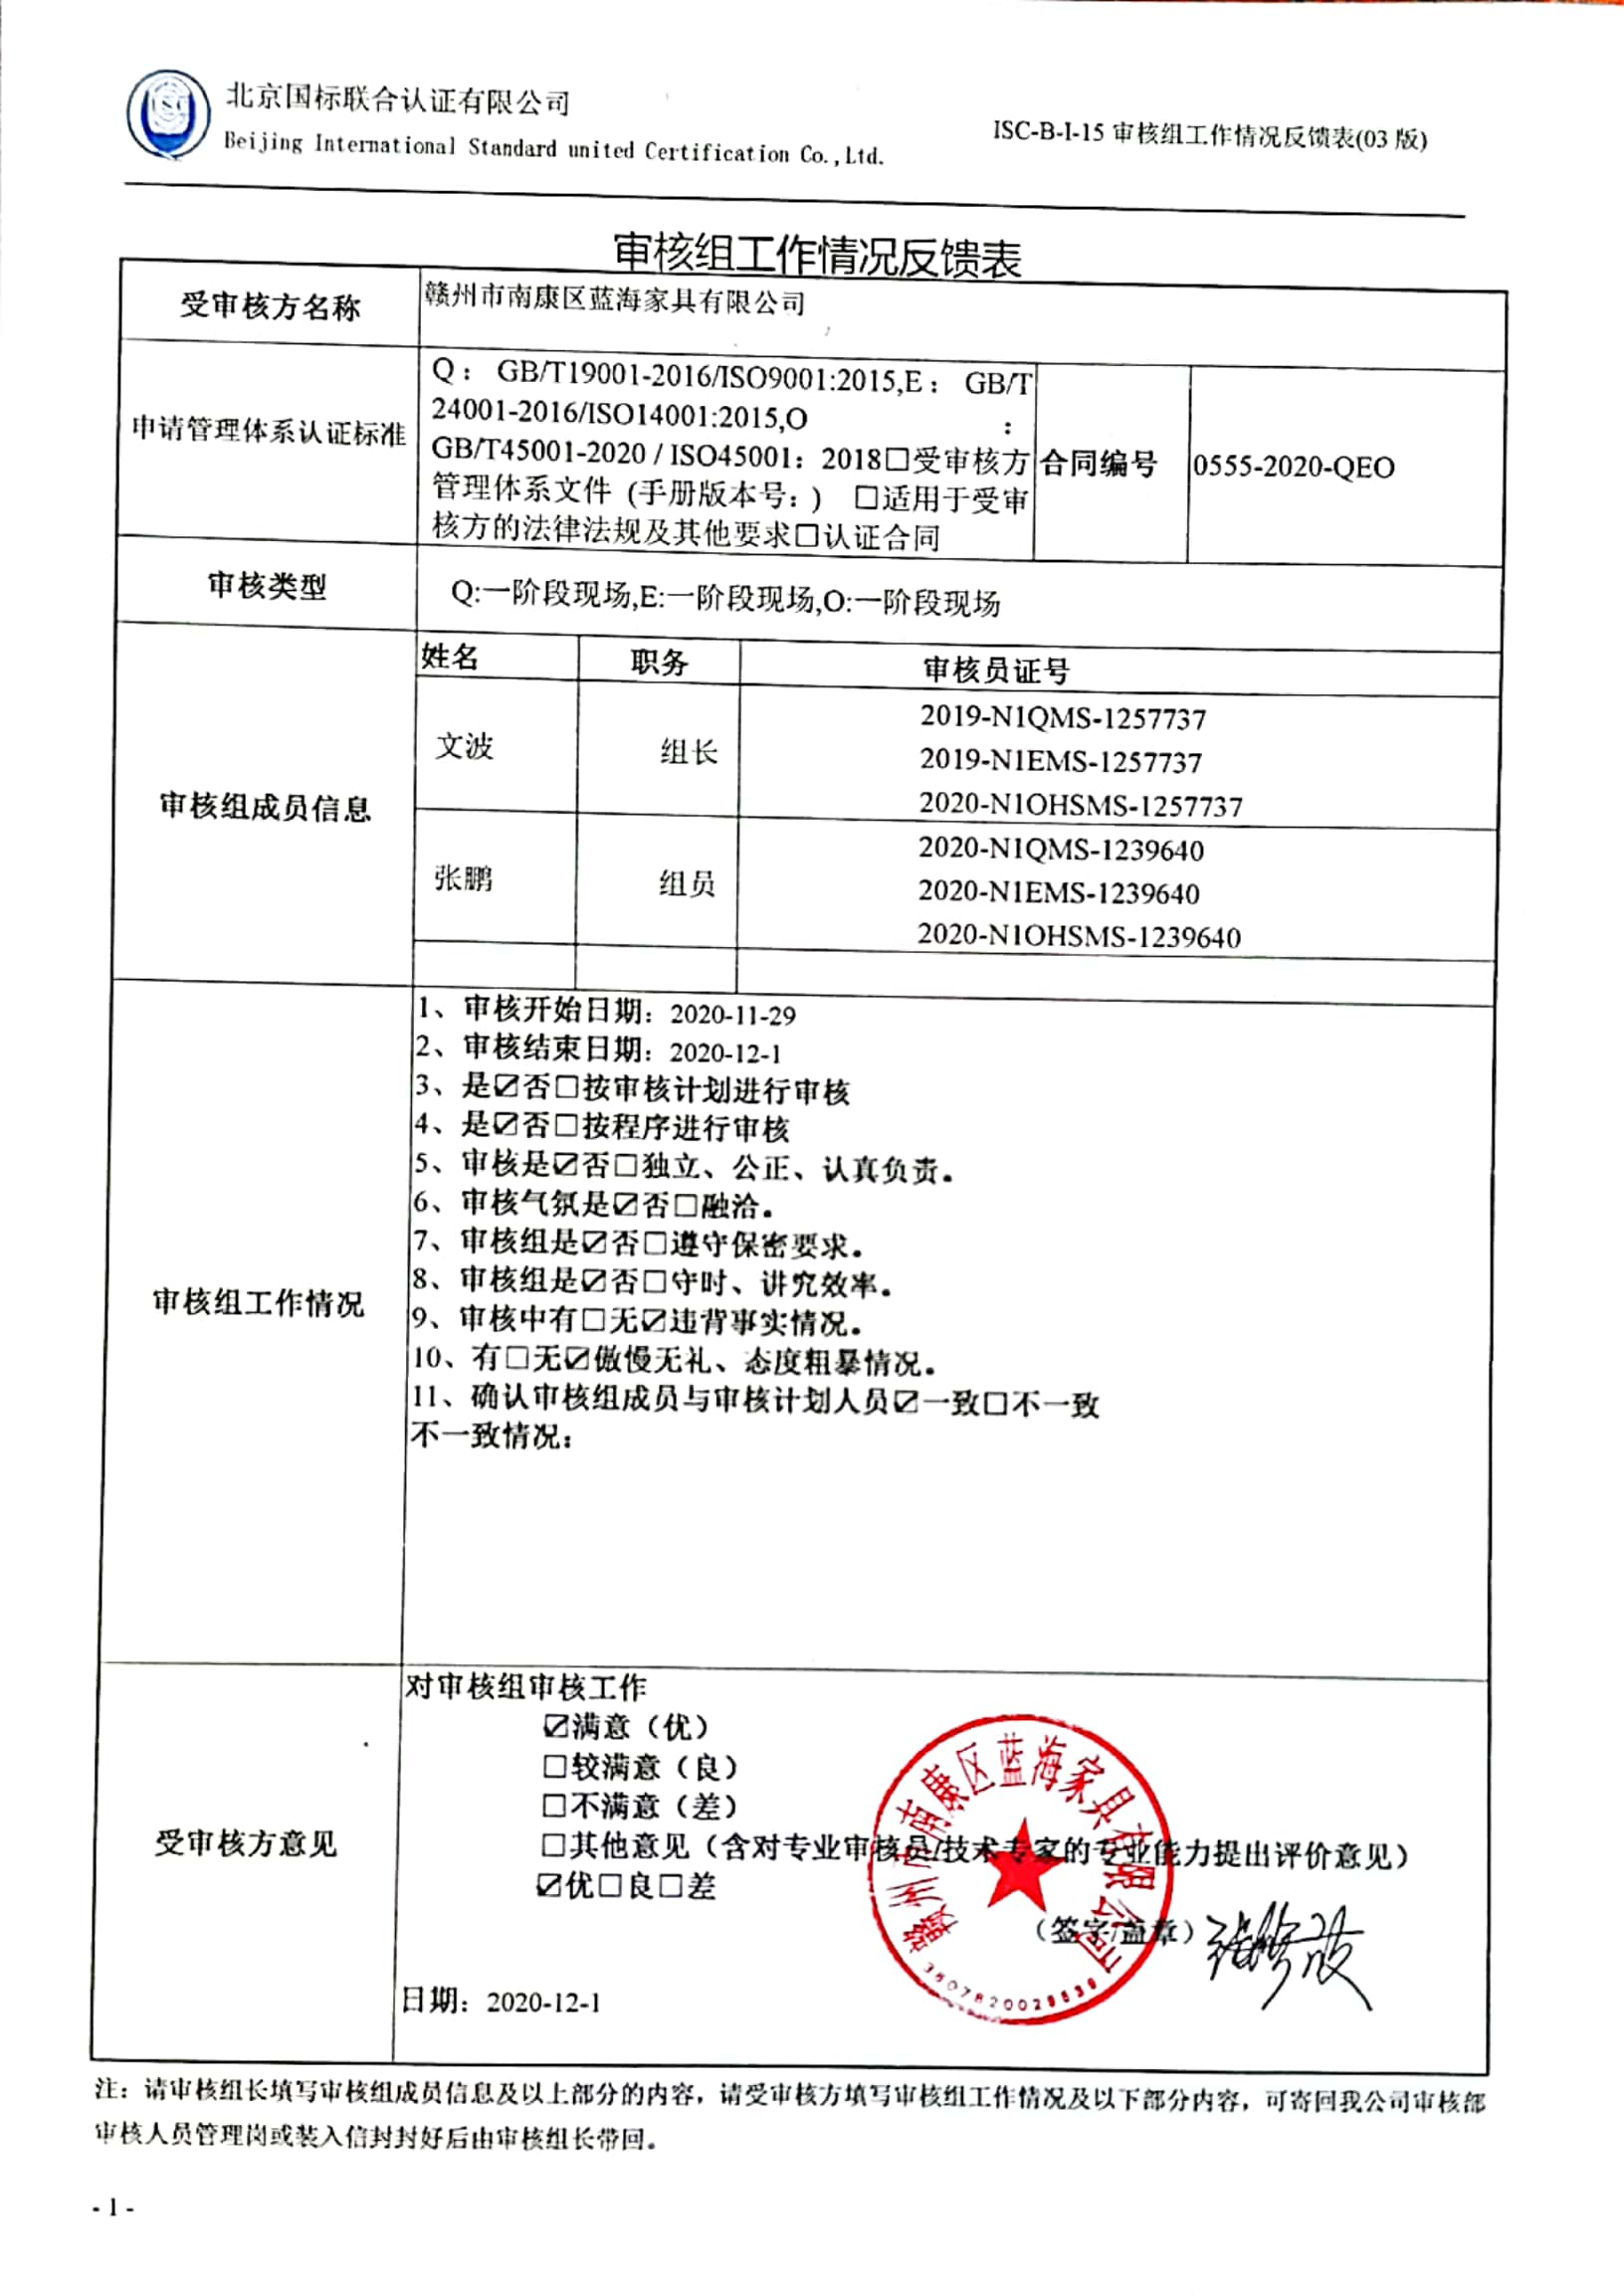 北京国标联合认证有限公司
Beijing International Standard united Certification Co.,Ltd.
ISC-B-I-15 审核组工作情况反馈表(03 版)
审核组工作情况反馈表
受审核方名称
赣州市南康区蓝海家具有限公司
申请管理体系认证标准
Q： GB/T19001-2016/ISO9001:2015,E： GB/T
24001-2016/ISO14001:2015,O ：
GB/T45001-2020 / ISO45001：2018□受审核方
管理体系文件（手册版本号：） □适用于受审
核方的法律法规及其他要求□认证合同
合同编号
0555-2020-QEO
审核类型
Q:一阶段现场,E:一阶段现场,O:一阶段现场
审核组成员信息
姓名 职务 审核员证号
文波 组长
2019-N1QMS-1257737
2019-N1EMS-1257737
2020-N1OHSMS-1257737
张鹏 组员
2020-N1QMS-1239640
2020-N1EMS-1239640
2020-N1OHSMS-1239640
审核组工作情况
1、审核开始日期：2020-11-29
2、审核结束日期：2020-12-1
3、是☑否□按审核计划进行审核
4、是☑否□按程序进行审核
5、审核是☑否□独立、公正、认真负责。
6、审核气氛是☑否□融洽。
7、审核组是☑否□遵守保密要求。
8、审核组是☑否□守时、讲究效率。
9、审核中有□无☑违背事实情况。
10、有□无☑傲慢无礼、态度粗暴情况。
11、确认审核组成员与审核计划人员☑一致□不一致
不一致情况：
受审核方意见
对审核组审核工作
☑满意（优）
□较满意（良）
□不满意（差）
□其他意见（含对专业审核员/技术专家的专业能力提出评价意见）
☑优□良□差
（签字/盖章）
赣州市南康区蓝海家具有限公司
日期：2020-12-1
注：请审核组长填写审核组成员信息及以上部分的内容，请受审核方填写审核组工作情况及以下部分内容，可寄回我公司审核部
审核人员管理岗或装入信封封好后由审核组长带回。
- 1 -